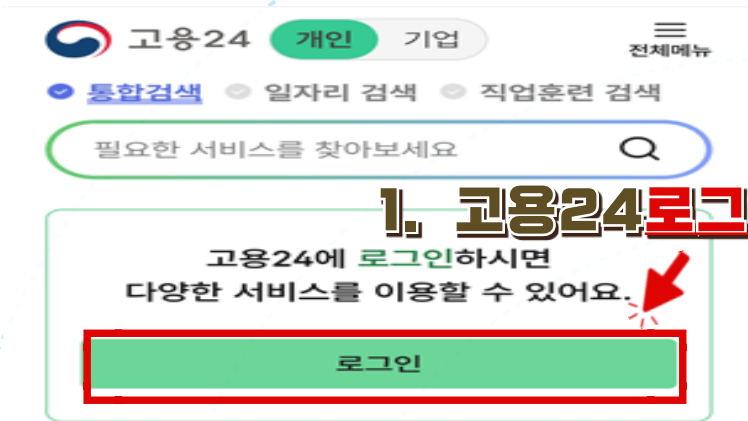 고용24 개인 기업 전체메뉴
통합검색 일자리 검색 직업훈련 검색
필요한 서비스를 찾아보세요
1. 고용24로그
고용24에 로그인하시면
다양한 서비스를 이용할 수 있어요.
로그인